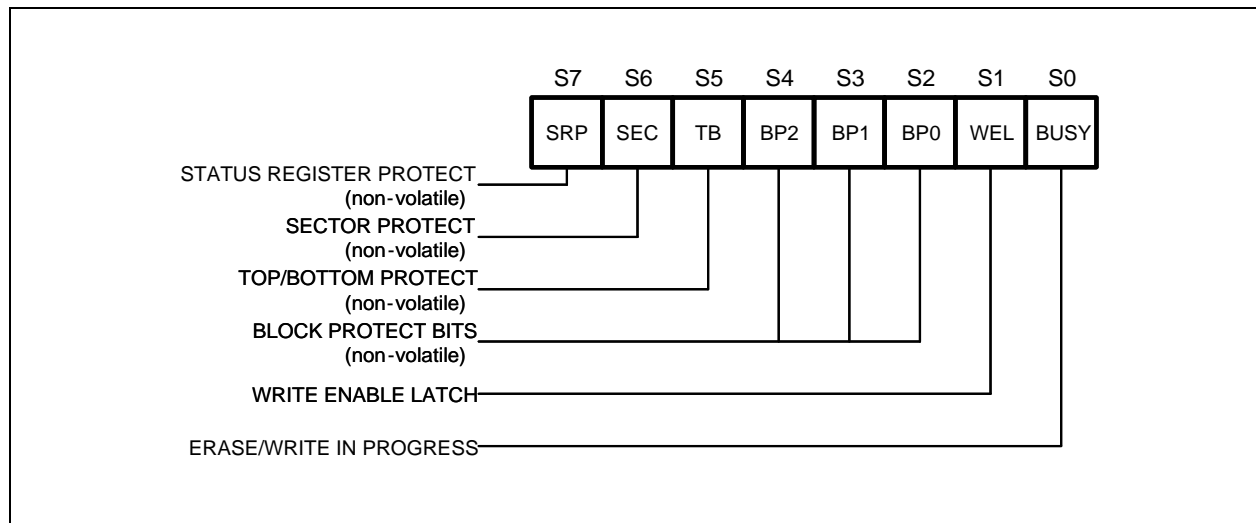 S7 S6 S5 S4 S3 S2 S1 S0
SRP SEC TB BP2 BP1 BP0 WEL BUSY
STATUS REGISTER PROTECT
(non-volatile)
SECTOR PROTECT
(non-volatile)
TOP/BOTTOM PROTECT
(non-volatile)
BLOCK PROTECT BITS
(non-volatile)
WRITE ENABLE LATCH
ERASE/WRITE IN PROGRESS